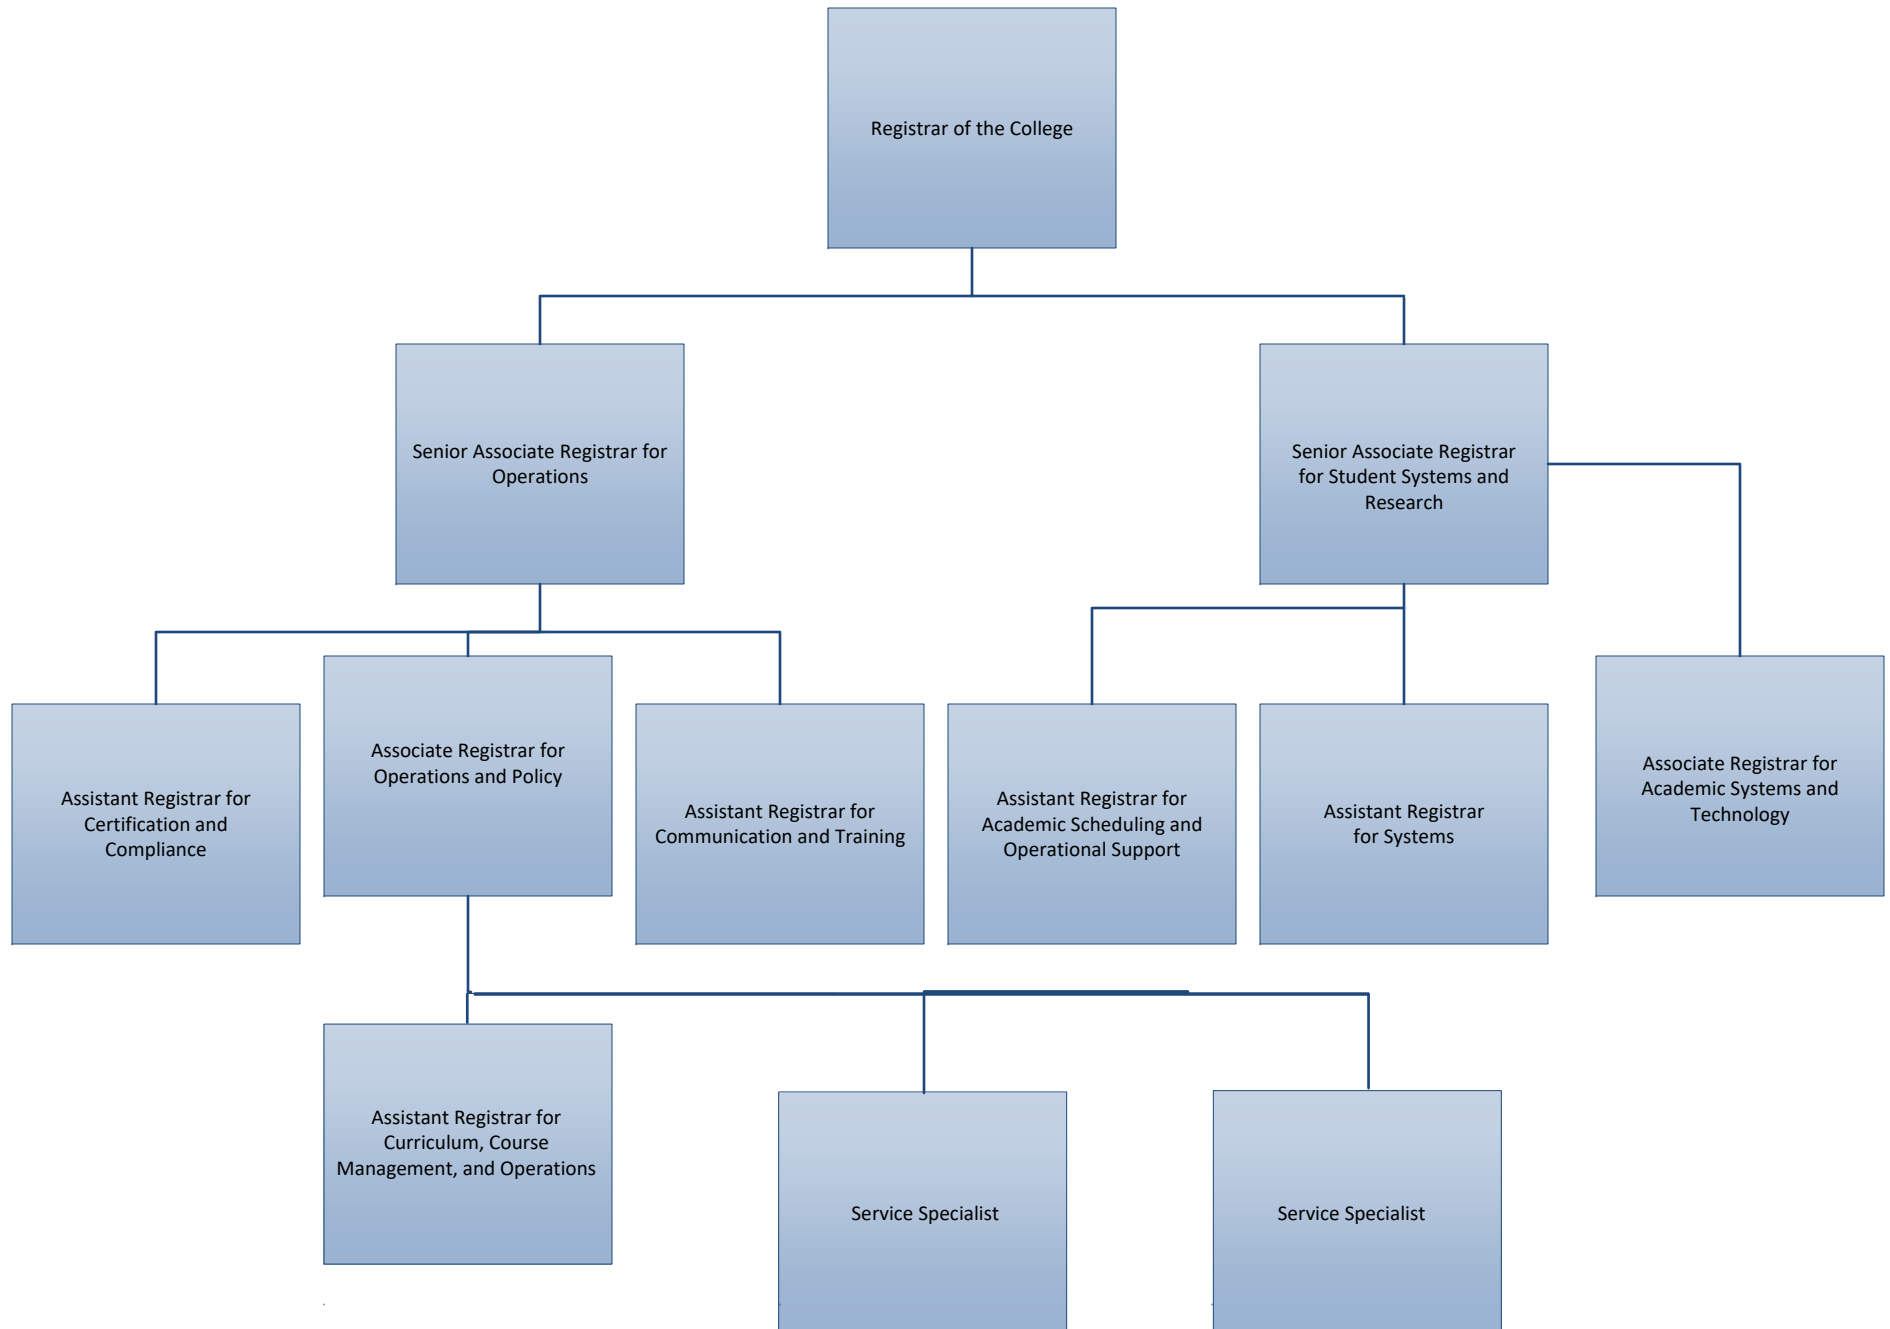 Registrar of the College
Senior Associate Registrar for
Operations
Senior Associate Registrar
for Student Systems and
Research
Assistant Registrar for
Certification and
Compliance
Associate Registrar for
Operations and Policy
Assistant Registrar for
Communication and Training
Assistant Registrar for
Academic Scheduling and
Operational Support
Assistant Registrar
for Systems
Associate Registrar for
Academic Systems and
Technology
Assistant Registrar for
Curriculum, Course
Management, and Operations
Service Specialist
Service Specialist